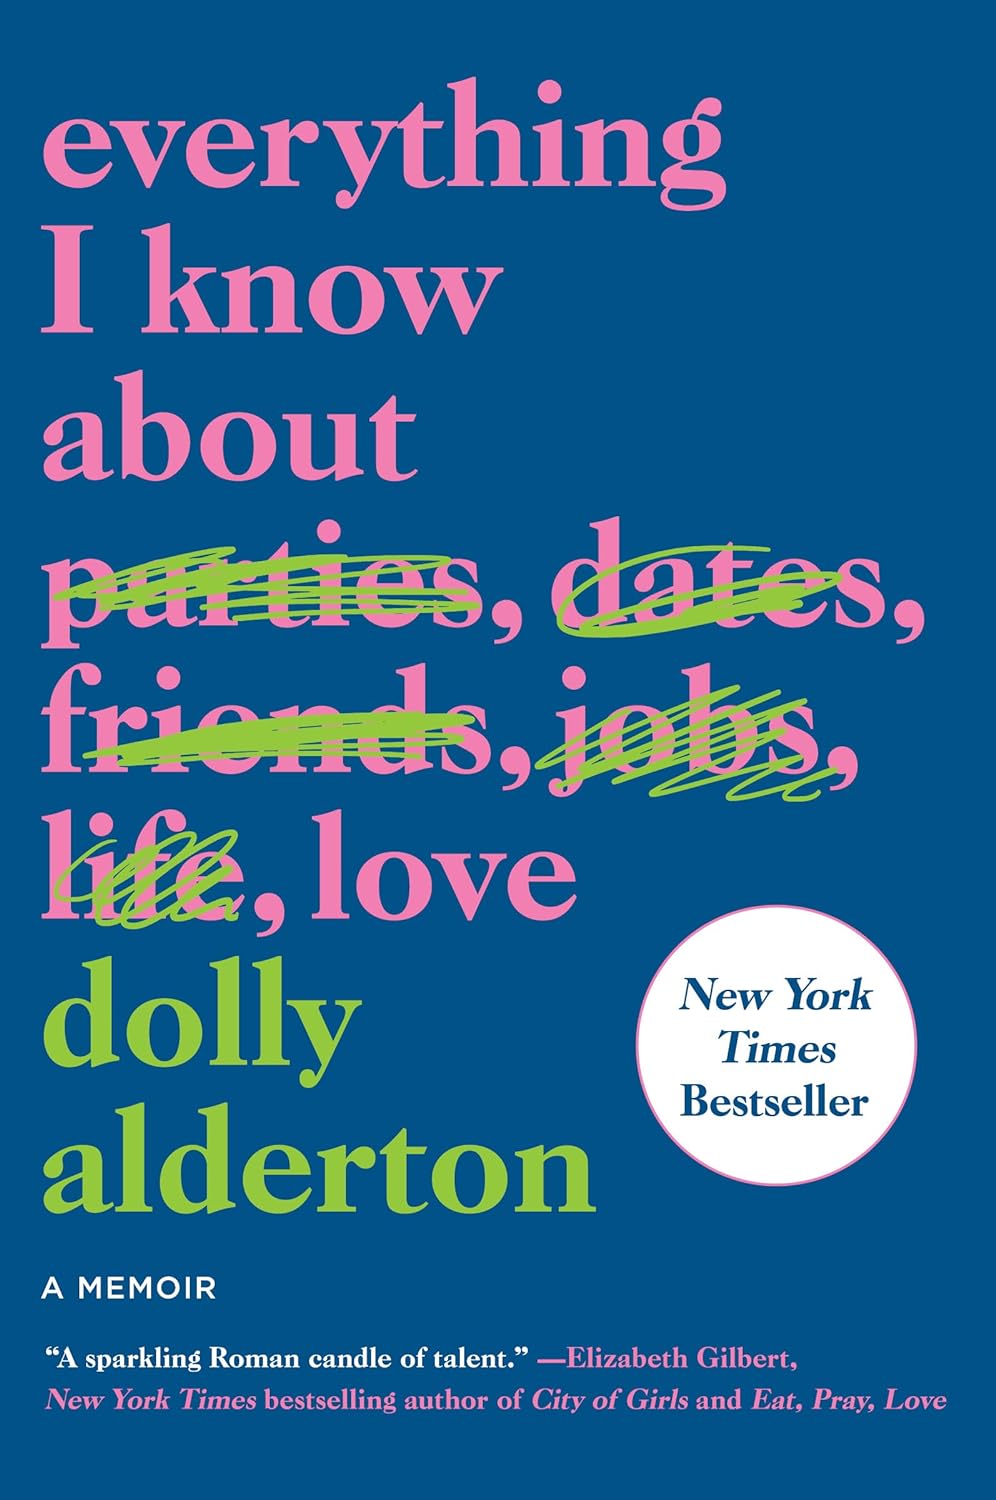 everything
I know
about
parties, dates,
friends, jobs,
life, love
dolly
alderton
New York
Times
Bestseller
A MEMOIR
“A sparkling Roman candle of talent.” —Elizabeth Gilbert,
New York Times bestselling author of City of Girls and Eat, Pray, Love